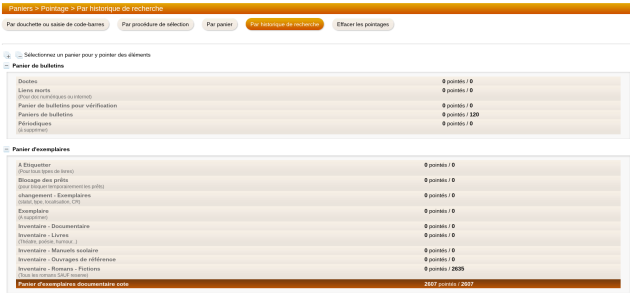 Paniers > Pointage > Par historique de recherche
Par douchette ou saisie de code-barres Par procédure de sélection Par panier Par historique de recherche Effacer les pointages
Sélectionnez un panier pour y pointer des éléments
Panier de bulletins
Doctes 0 pointés / 0
Liens morts 0 pointés / 0
(Pour doc numériques ou internet)
Panier de bulletins pour vérification 0 pointés / 0
Paniers de bulletins 0 pointés / 120
Périodiques 0 pointés / 0
(à supprimer)
Panier d'exemplaires
A Etiquetter 0 pointés / 0
(Pour tous types de livres)
Blocage des prêts 0 pointés / 0
(pour bloquer temporairement les prêts)
changement - Exemplaires 0 pointés / 0
(statut, type, localisation, CR)
Exemplaire 0 pointés / 0
(A supprimer)
Inventaire - Documentaire 0 pointés / 0
Inventaire - Livres 0 pointés / 0
(Théatre, poésie, humour,..)
Inventaire - Manuels scolaire 0 pointés / 0
Inventaire - Ouvrages de référence 0 pointés / 0
Inventaire - Romans - Fictions 0 pointés / 2635
(Tous les romans SAUF reserve)
Panier d'exemplaires documentaire cote 2607 pointés / 2607